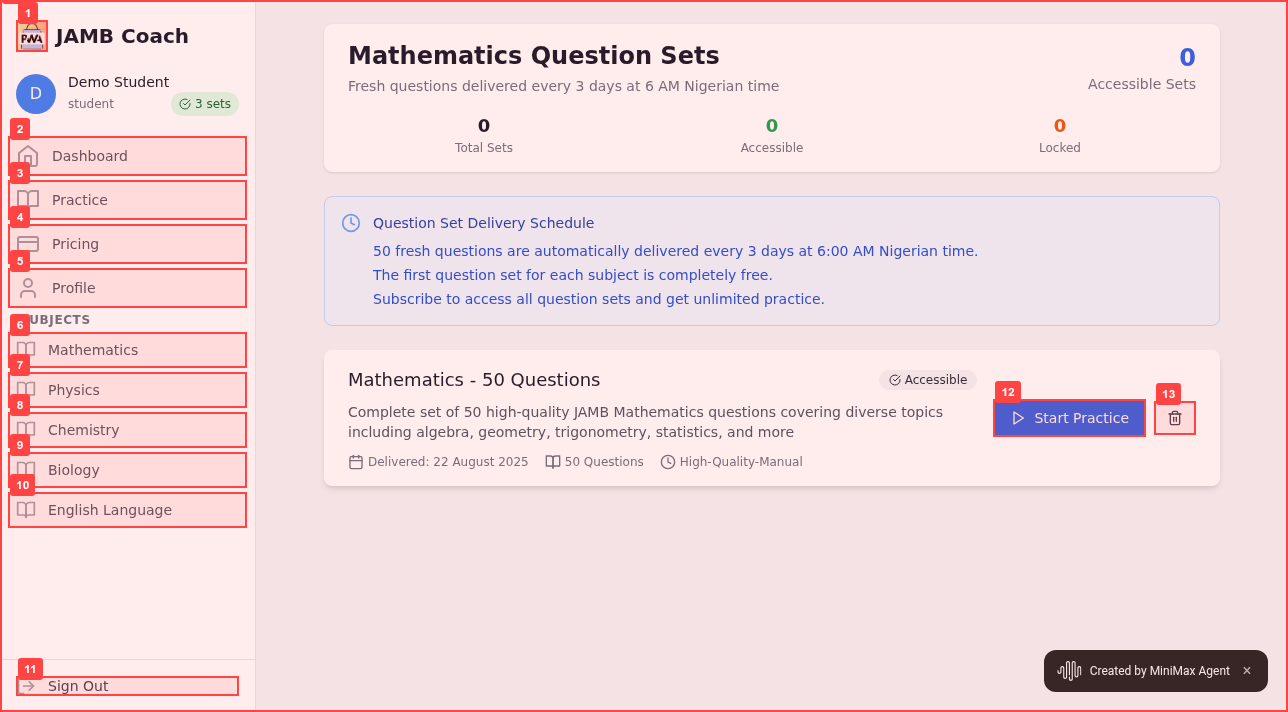 1
PWA
JAMB Coach
D
Demo Student
student
3 sets
2
Dashboard
3
Practice
4
Pricing
5
Profile
6
UBJECTS
Mathematics
7
Physics
8
Chemistry
9
Biology
10
English Language
11
Sign Out
Mathematics Question Sets
Fresh questions delivered every 3 days at 6 AM Nigerian time
0
Accessible Sets
0
Total Sets
0
Accessible
0
Locked
Question Set Delivery Schedule
50 fresh questions are automatically delivered every 3 days at 6:00 AM Nigerian time.
The first question set for each subject is completely free.
Subscribe to access all question sets and get unlimited practice.
Mathematics - 50 Questions
Accessible
Complete set of 50 high-quality JAMB Mathematics questions covering diverse topics
including algebra, geometry, trigonometry, statistics, and more
Delivered: 22 August 2025
50 Questions
High-Quality-Manual
12
Start Practice
13
Created by MiniMax Agent
×